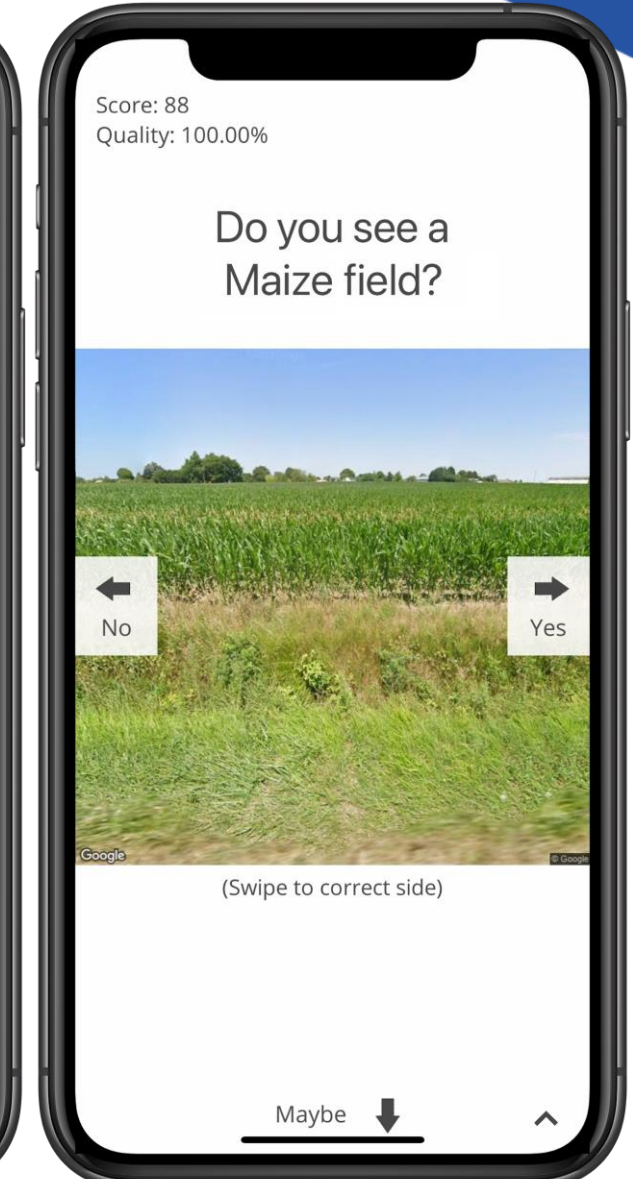 Score: 88
Quality: 100.00%
Do you see a
Maize field?
No
Yes
Google
© Google
(Swipe to correct side)
Maybe